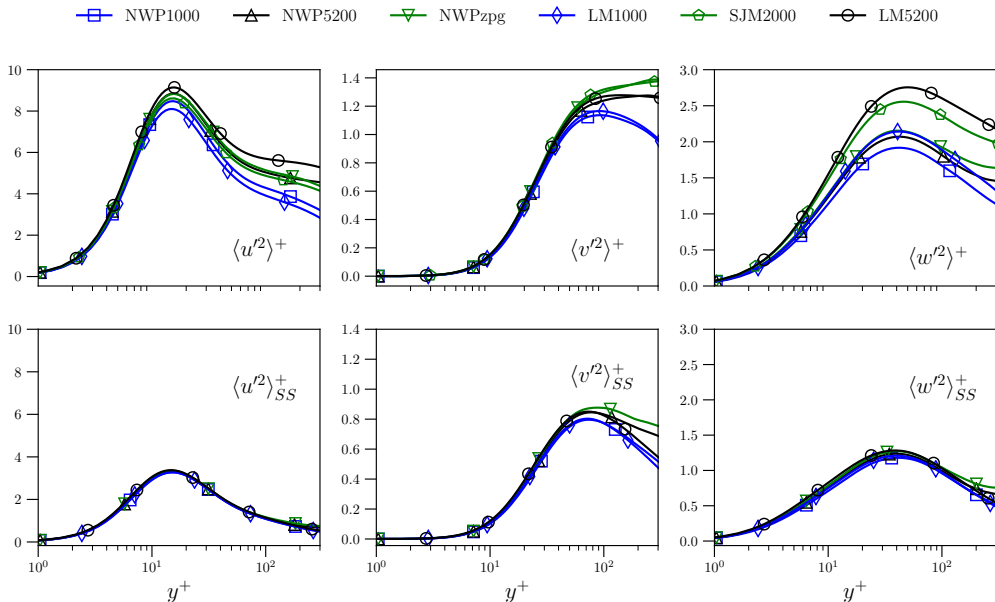 NWP1000 NWP5200 NWPzpg LM1000 SJM2000 LM5200
10 8 6 4 2 0
⟨u′²⟩⁺
1.4 1.2 1.0 0.8 0.6 0.4 0.2 0.0
⟨v′²⟩⁺
3.0 2.5 2.0 1.5 1.0 0.5 0.0
⟨w′²⟩⁺
10 8 6 4 2 0
⟨u′²⟩⁺_SS
10⁰ 10¹ 10²
y⁺
1.4 1.2 1.0 0.8 0.6 0.4 0.2 0.0
⟨v′²⟩⁺_SS
10⁰ 10¹ 10²
y⁺
3.0 2.5 2.0 1.5 1.0 0.5 0.0
⟨w′²⟩⁺_SS
10⁰ 10¹ 10²
y⁺